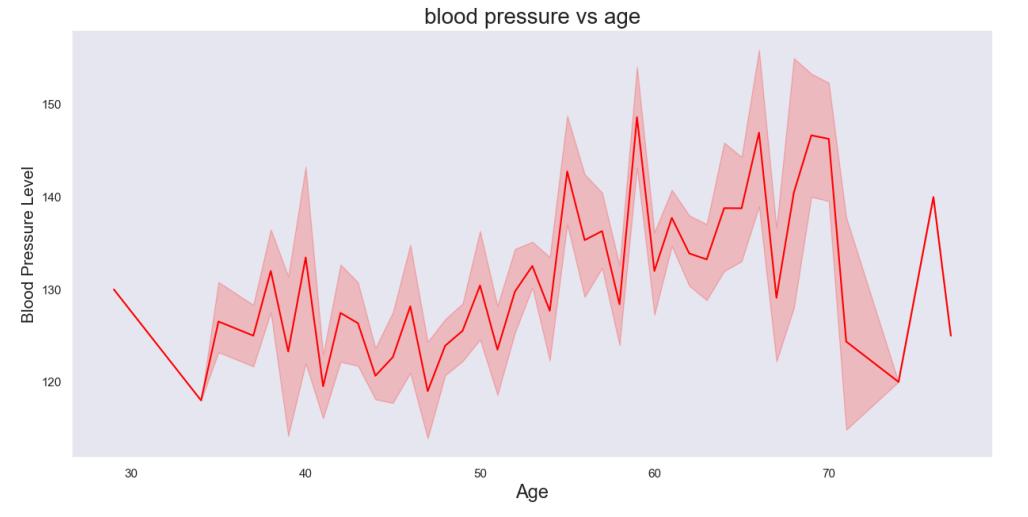 blood pressure vs age
Blood Pressure Level
150
140
130
120
30 40 50 60 70
Age